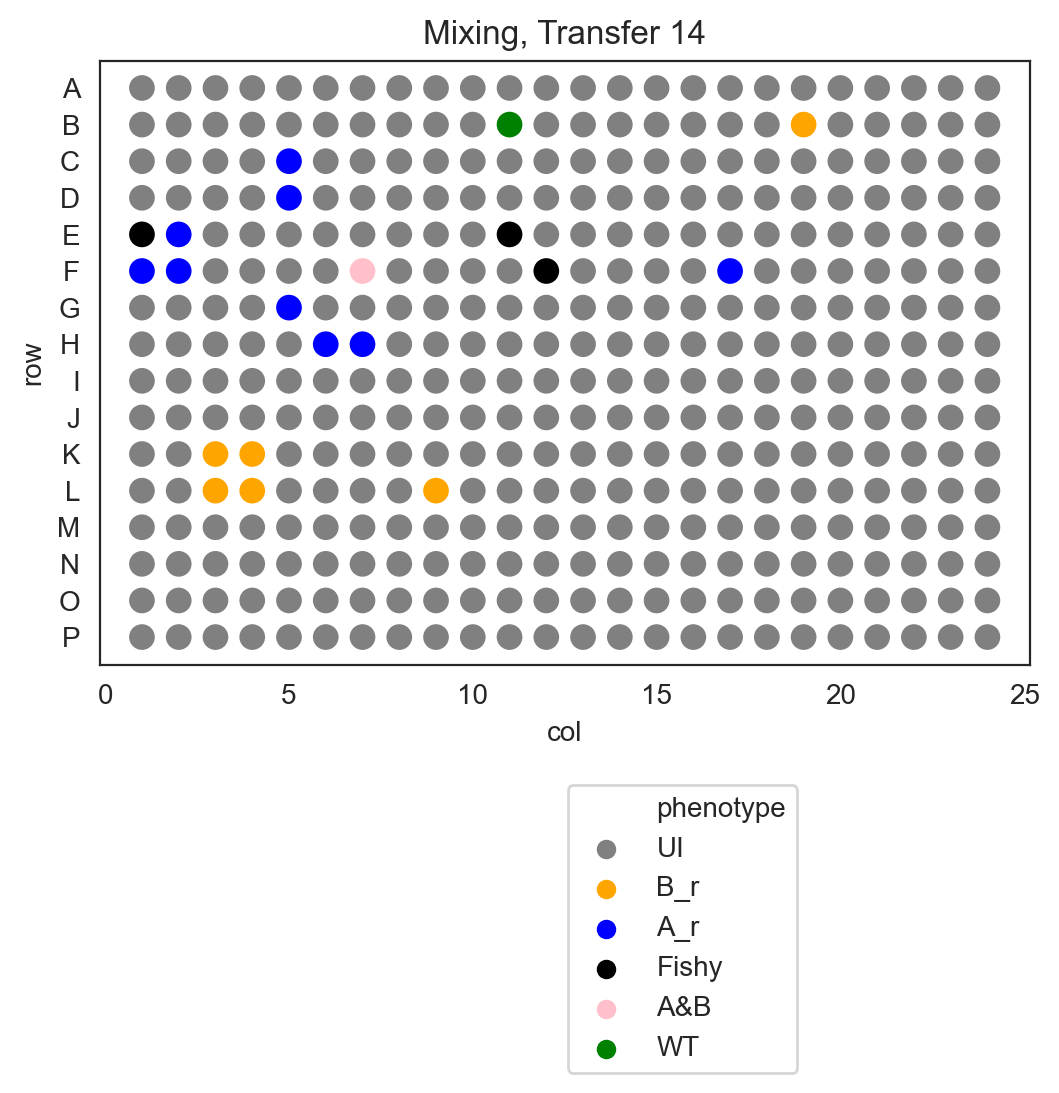 Mixing, Transfer 14
A
B
C
D
E
F
G
H
I
J
K
L
M
N
O
P
row
0 5 10 15 20 25
col
phenotype
UI
B_r
A_r
Fishy
A&B
WT